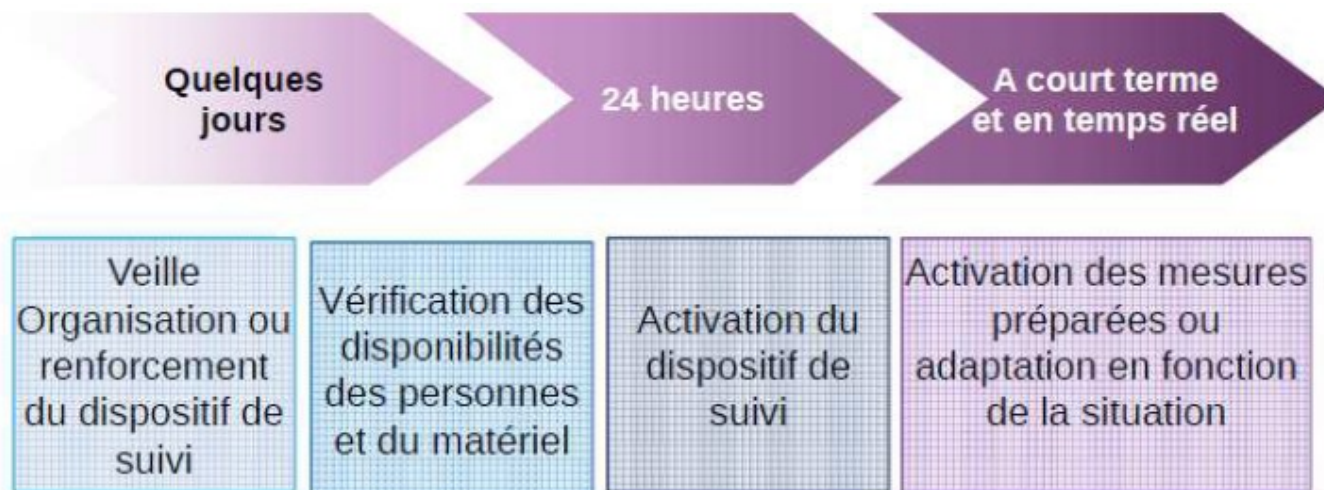 Quelques
jours
24 heures
A court terme
et en temps réel
Veille
Organisation ou
renforcement
du dispositif de
suivi
Vérification des
disponibilités
des personnes
et du matériel
Activation du
dispositif de
suivi
Activation des mesures
préparées ou
adaptation en fonction
de la situation